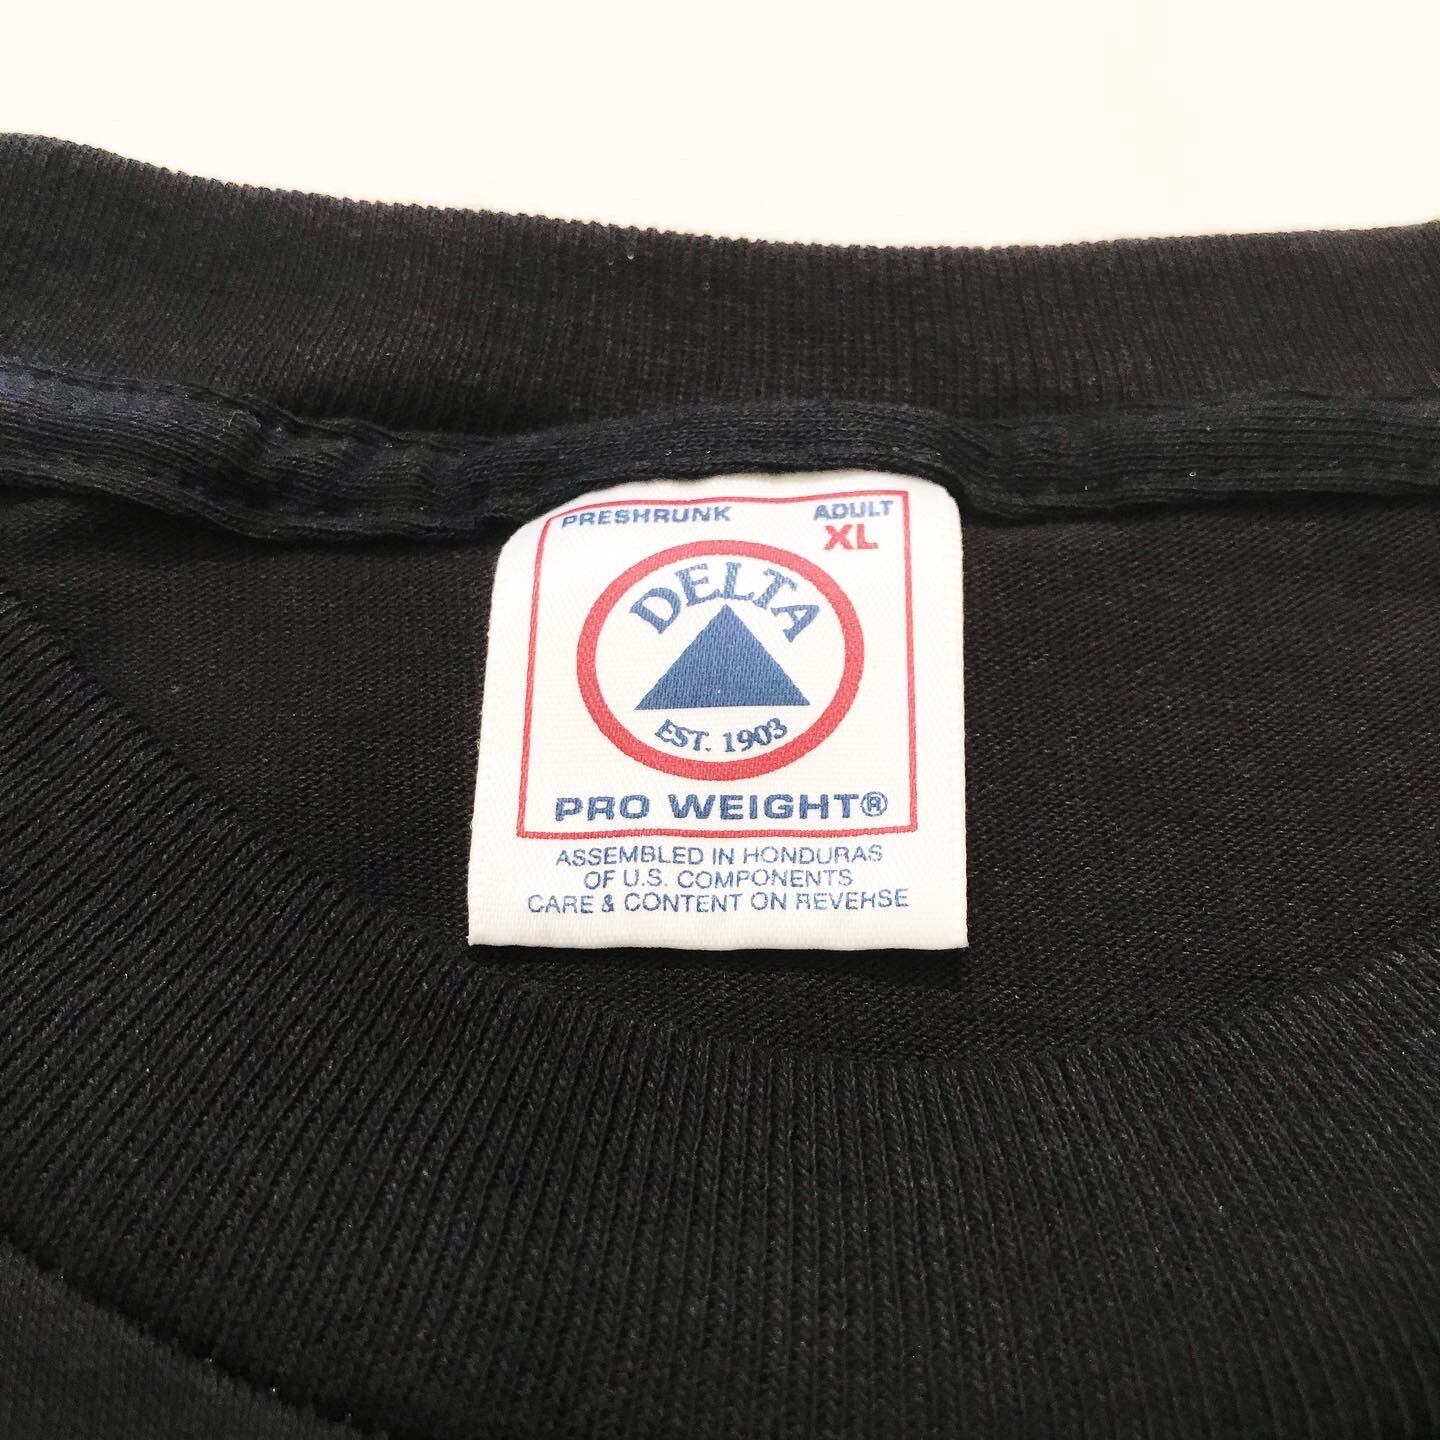 PRESHRUNK ADULT
XL
DELTA
EST. 1903
PRO WEIGHT®
ASSEMBLED IN HONDURAS
OF U.S. COMPONENTS
CARE & CONTENT ON REVERSE